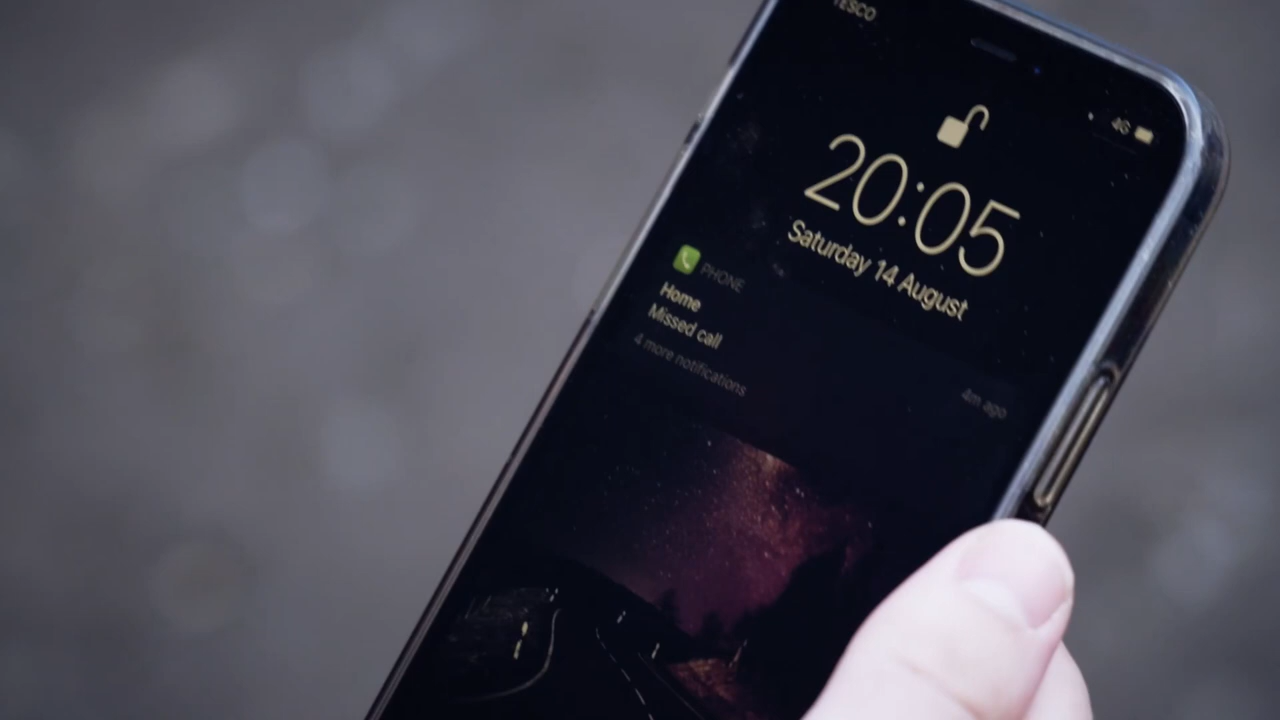 TESCO
4G
20:05
Saturday 14 August
PHONE
Home
Missed call
4m ago
4 more notifications